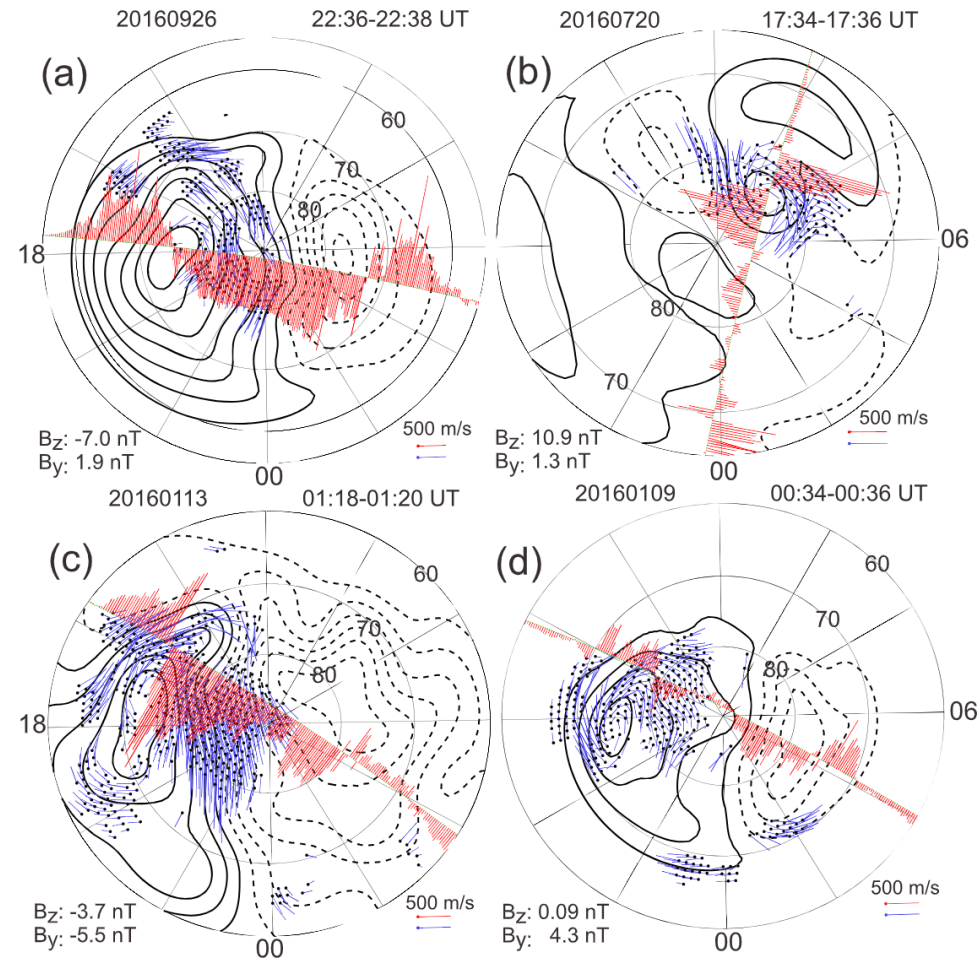 20160926 22:36-22:38 UT
(a)
60
70
80
18
00
Bz: -7.0 nT
By: 1.9 nT
500 m/s
20160720 17:34-17:36 UT
(b)
06
80
70
00
Bz: 10.9 nT
By: 1.3 nT
500 m/s
20160113 01:18-01:20 UT
(c)
60
70
80
18
00
Bz: -3.7 nT
By: -5.5 nT
500 m/s
20160109 00:34-00:36 UT
(d)
60
70
80
06
00
Bz: 0.09 nT
By: 4.3 nT
500 m/s